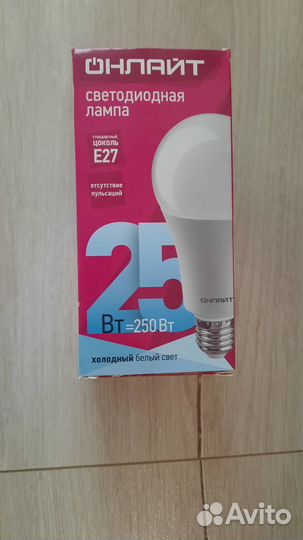 ОНЛАЙТ
светодиодная
лампа
стандартный
цоколь
E27
отсутствие
пульсаций
25
Вт=250 Вт
ОНЛАЙТ
холодный белый свет
Avito